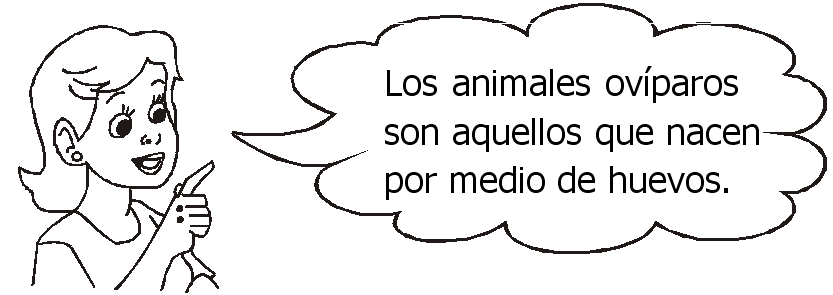 Los animales ovíparos
son aquellos que nacen
por medio de huevos.